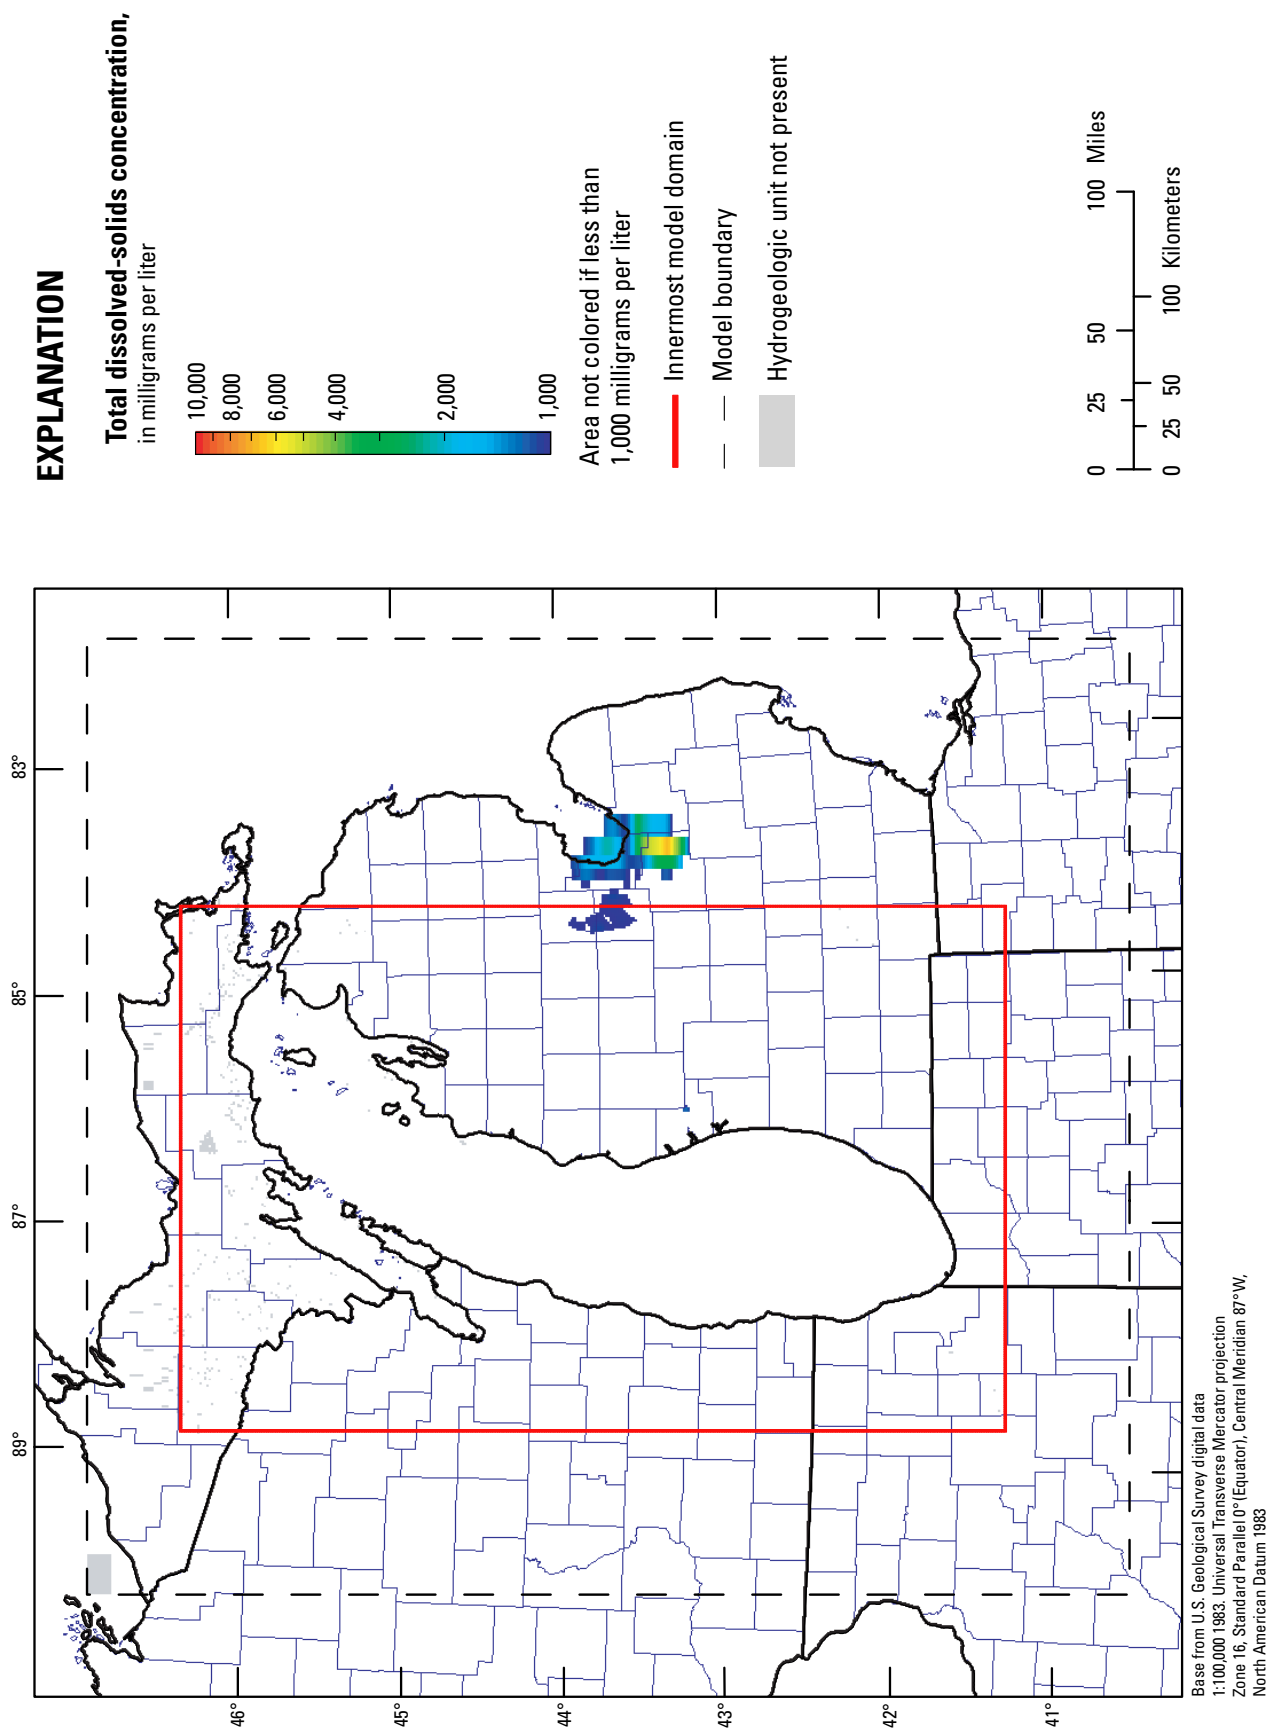 EXPLANATION
Total dissolved-solids concentration,
in milligrams per liter
10,000
8,000
6,000
4,000
2,000
1,000
Area not colored if less than
1,000 milligrams per liter
Innermost model domain
Model boundary
Hydrogeologic unit not present
0 25 50 100 Miles
0 25 50 100 Kilometers
89° 87° 85° 83°
46°
45°
44°
43°
42°
41°
Base from U.S. Geological Survey digital data
1:100,000 1983. Universal Transverse Mercator projection
Zone 16, Standard Parallel 0° (Equator), Central Meridian 87° W,
North American Datum 1983